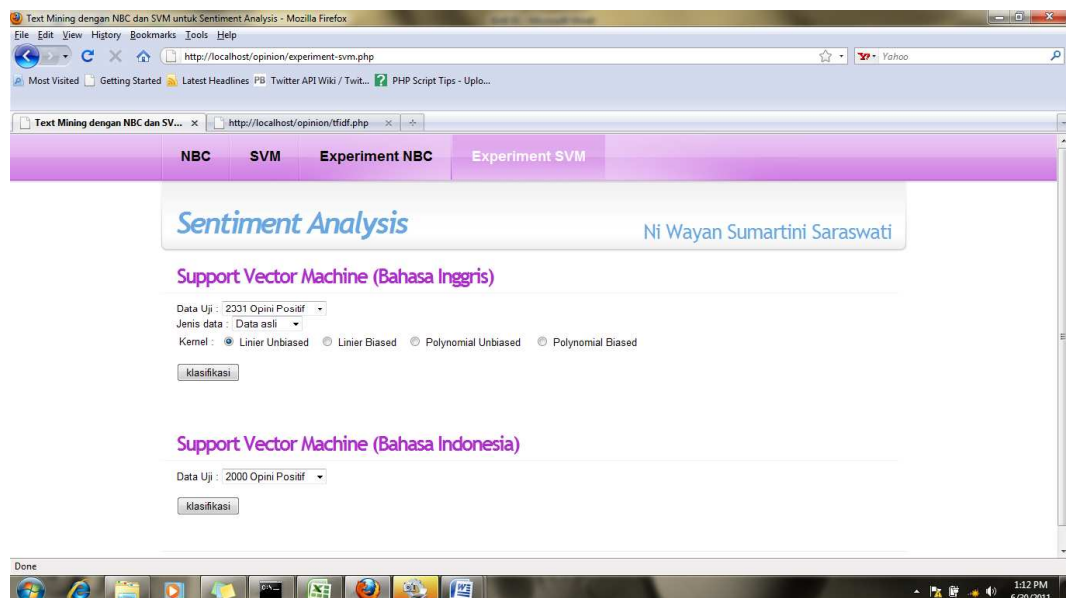 Text Mining dengan NBC dan SVM untuk Sentiment Analysis - Mozilla Firefox
File Edit View History Bookmarks Tools Help
http://localhost/opinion/experiment-svm.php
Yahoo
Most Visited Getting Started Latest Headlines PB Twitter API Wiki / Twit... PHP Script Tips - Uplo...
Text Mining dengan NBC dan SV... http://localhost/opinion/tfidf.php
NBC SVM Experiment NBC Experiment SVM
Sentiment Analysis
Ni Wayan Sumartini Saraswati
Support Vector Machine (Bahasa Inggris)
Data Uji : 2331 Opini Positif
Jenis data : Data asli
Kernel : Linier Unbiased Linier Biased Polynomial Unbiased Polynomial Biased
klasifikasi
Support Vector Machine (Bahasa Indonesia)
Data Uji : 2000 Opini Positif
klasifikasi
Done
1:12 PM
6/20/2011